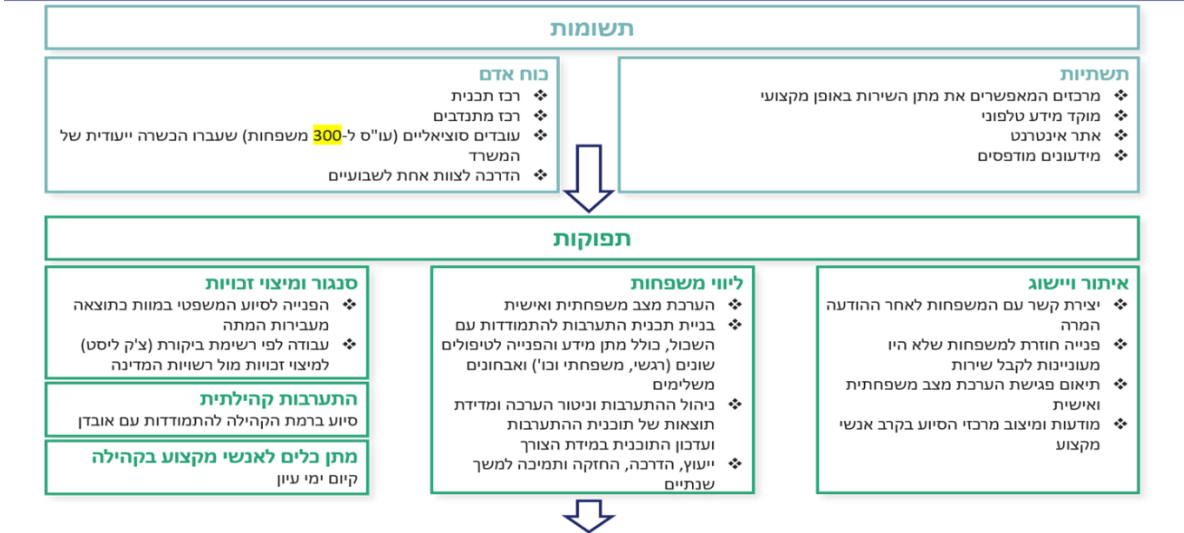 תשומות
תשתיות
❖ מרכזים המאפשרים את מתן השירות באופן מקצועי
❖ מוקד מידע טלפוני
❖ אתר אינטרנט
❖ מידעונים מודפסים
כוח אדם
❖ רכז תכנית
❖ רכז מתנדבים
❖ עובדים סוציאליים (עו"ס ל-300 משפחות) שעברו הכשרה ייעודית של
המשרד
❖ הדרכה לצוות אחת לשבועיים
תפוקות
איתור ויישוג
❖ יצירת קשר עם המשפחות לאחר ההודעה
המרה
❖ פנייה חוזרת למשפחות שלא היו
מעוניינות לקבל שירות
❖ תיאום פגישת הערכת מצב משפחתית
ואישית
❖ מודעות ומיצוב מרכזי הסיוע בקרב אנשי
מקצוע
ליווי משפחות
❖ הערכת מצב משפחתית ואישית
❖ בניית תכנית התערבות להתמודדות עם
השכול, כולל מתן מידע והפנייה לטיפולים
שונים (רגשי, משפחתי וכו') ואבחונים
משלימים
❖ ניהול ההתערבות וניטור הערכה ומדידת
תוצאות של תוכנית ההתערבות
ועדכון התוכנית במידת הצורך
❖ ייעוץ, הדרכה, החזקה ותמיכה למשך
שנתיים
סנגור ומיצוי זכויות
❖ הפנייה לסיוע המשפטי במוות כתוצאה
מעבירות המתה
❖ עבודה לפי רשימת ביקורת (צ'ק ליסט)
למיצוי זכויות מול רשויות המדינה
התערבות קהילתית
סיוע ברמת הקהילה להתמודדות עם אובדן
מתן כלים לאנשי מקצוע בקהילה
קיום ימי עיון